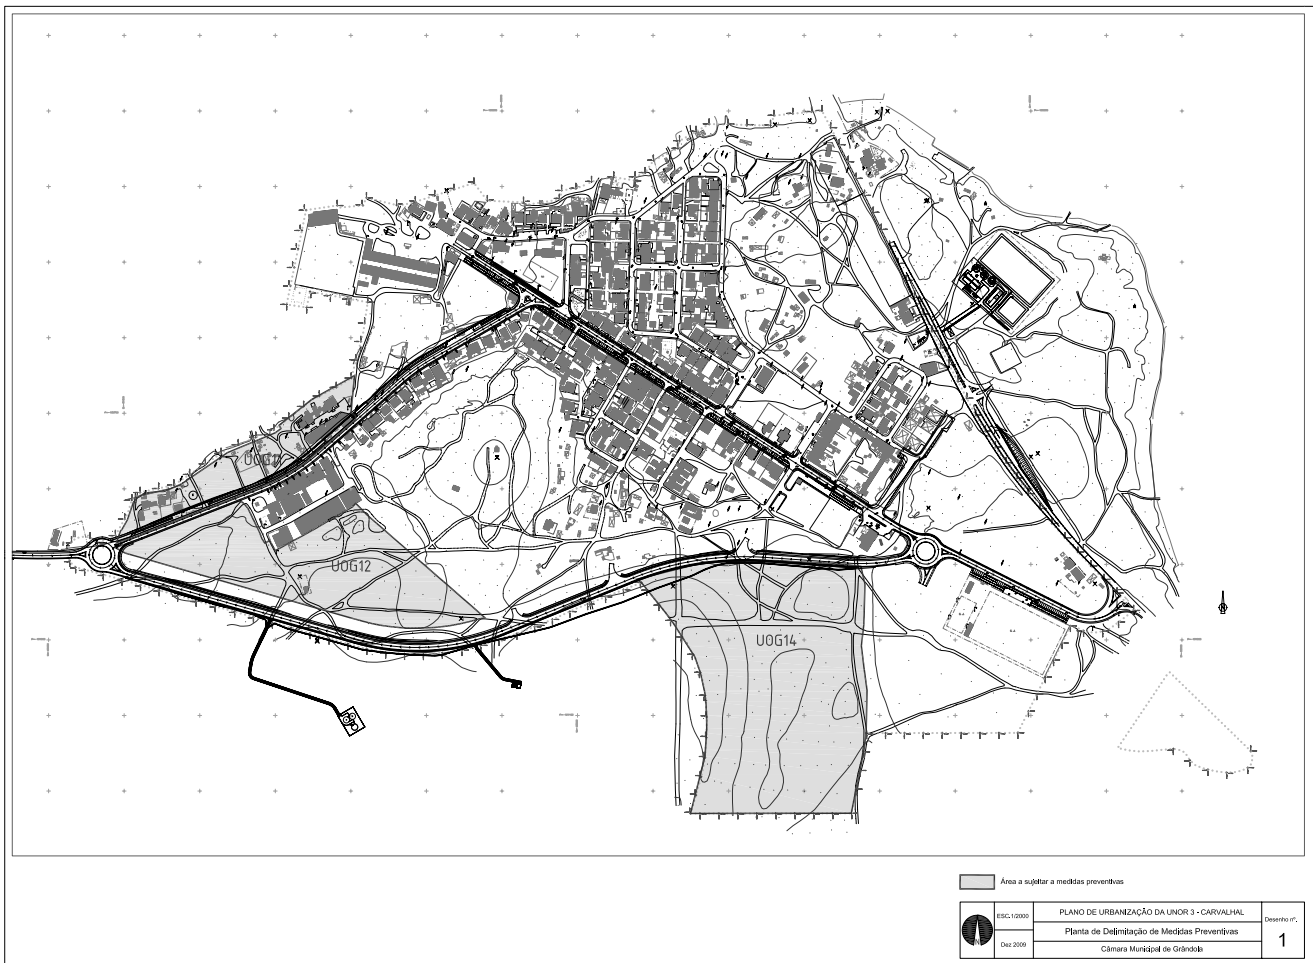 UOG11
UOG12
UOG14
Área a sujeitar a medidas preventivas
ESC.1/2000
Dez 2009
PLANO DE URBANIZAÇÃO DA UNOR 3 - CARVALHAL
Planta de Delimitação de Medidas Preventivas
Câmara Municipal de Grândola
Desenho nº.
1
N